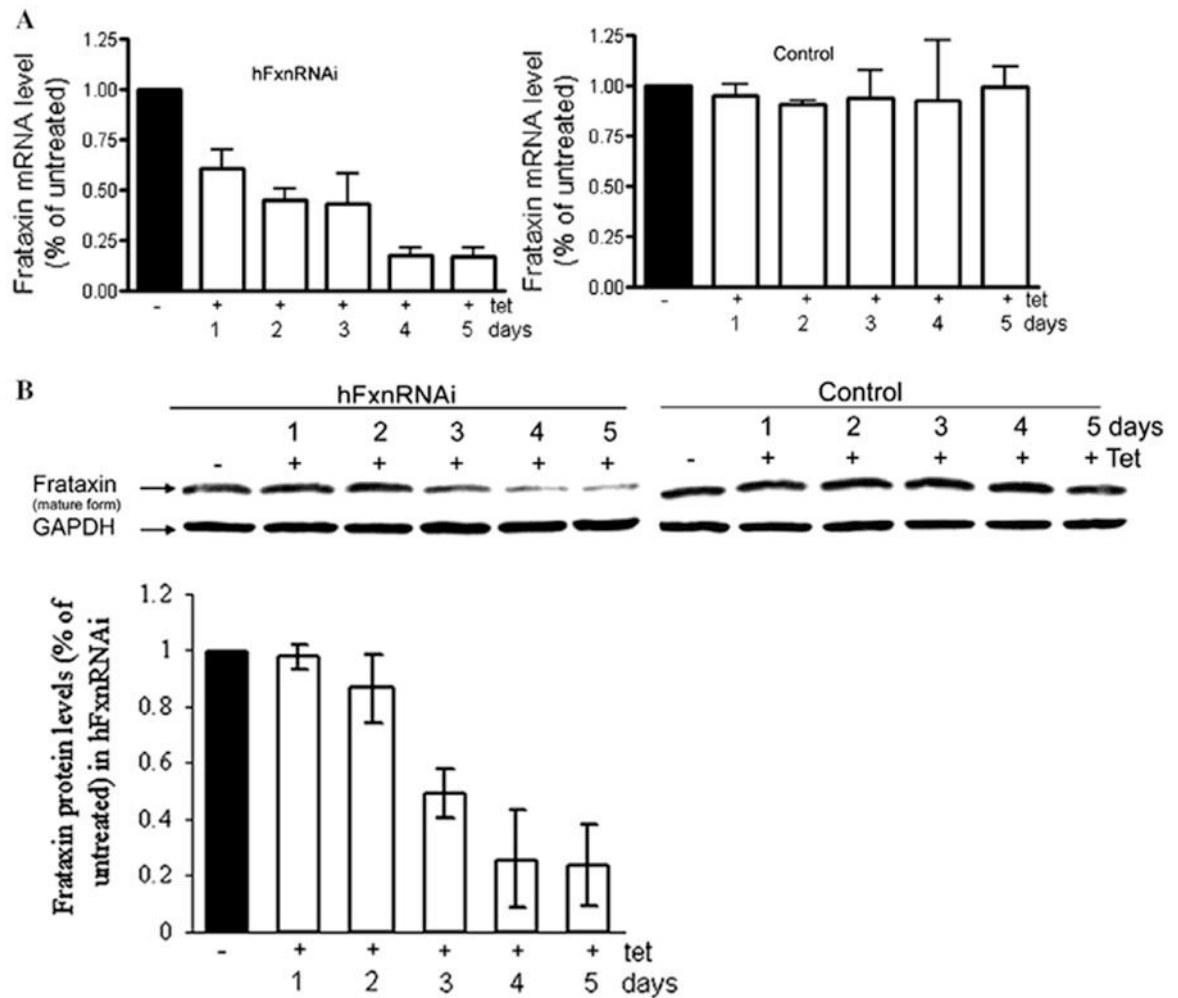 A
Frataxin mRNA level
(% of untreated)
1.25
1.00
0.75
0.50
0.25
0.00
hFxnRNAi
- + + + + + tet
1 2 3 4 5 days
Frataxin mRNA level
(% of untreated)
1.25
1.00
0.75
0.50
0.25
0.00
Control
- + + + + + tet
1 2 3 4 5 days
B
hFxnRNAi
1 2 3 4 5
- + + + + +
Control
1 2 3 4 5 days
- + + + + + Tet
Frataxin
(mature form)
GAPDH
Frataxin protein levels (% of
untreated) in hFxnRNAi
1.2
1
0.8
0.6
0.4
0.2
0
- + + + + + tet
1 2 3 4 5 days